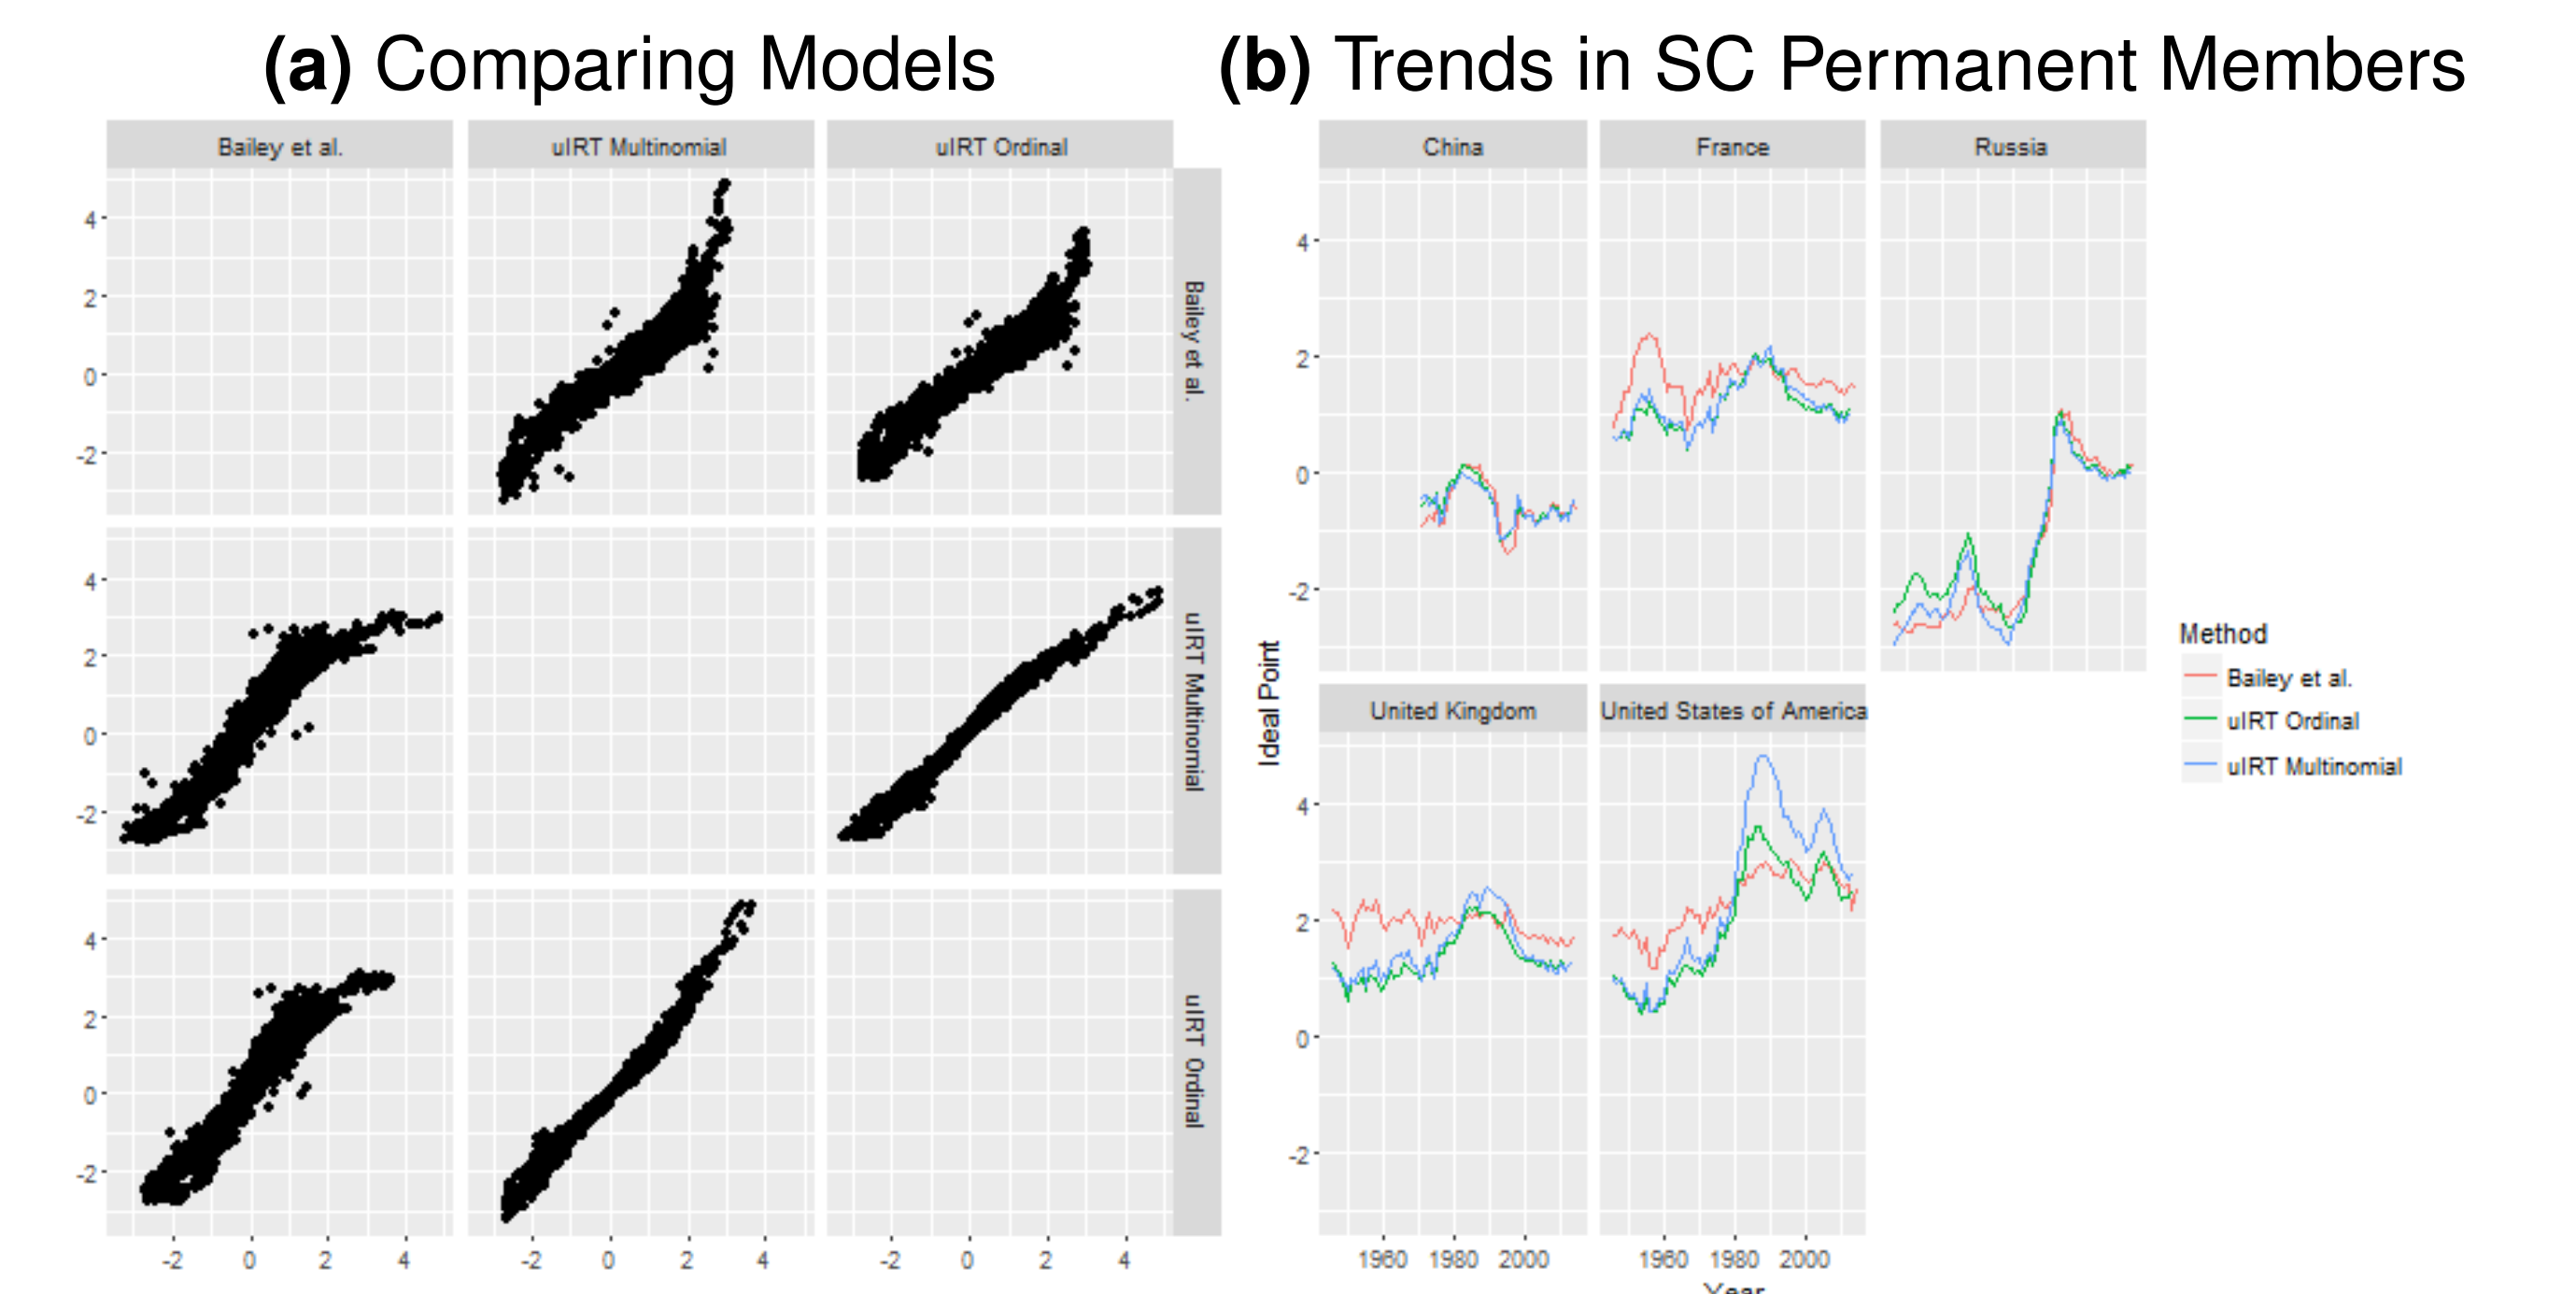 (a) Comparing Models
(b) Trends in SC Permanent Members
Bailey et al.
uIRT Multinomial
uIRT Ordinal
4
2
0
-2
Bailey et al.
4
2
0
-2
uIRT Multinomial
4
2
0
-2
uIRT Ordinal
-2 0 2 4
-2 0 2 4
-2 0 2 4
China
France
Russia
4
2
0
-2
Ideal Point
United Kingdom
United States of America
4
2
0
-2
1960 1980 2000
1960 1980 2000
Year
Method
Bailey et al.
uIRT Ordinal
uIRT Multinomial